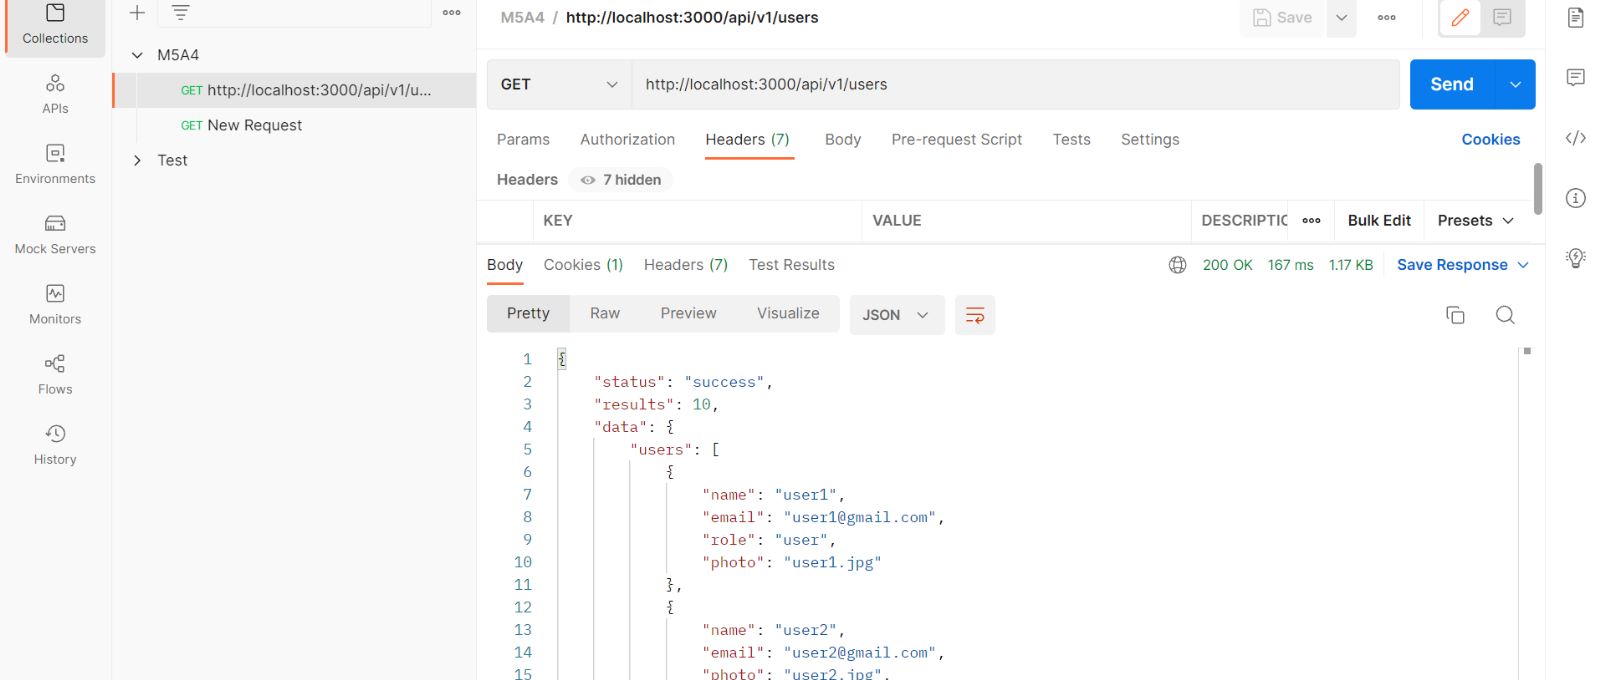 Collections
APIs
Environments
Mock Servers
Monitors
Flows
History
M5A4
GET http://localhost:3000/api/v1/u...
GET New Request
Test
M5A4 / http://localhost:3000/api/v1/users
Save
GET http://localhost:3000/api/v1/users
Send
Params Authorization Headers (7) Body Pre-request Script Tests Settings Cookies
Headers 7 hidden
KEY VALUE DESCRIPTIC Bulk Edit Presets
Body Cookies (1) Headers (7) Test Results 200 OK 167 ms 1.17 KB Save Response
Pretty Raw Preview Visualize JSON
1 {
2 "status": "success",
3 "results": 10,
4 "data": {
5 "users": [
6 {
7 "name": "user1",
8 "email": "user1@gmail.com",
9 "role": "user",
10 "photo": "user1.jpg"
11 },
12 {
13 "name": "user2",
14 "email": "user2@gmail.com",
15 "photo": "user2.jpg",